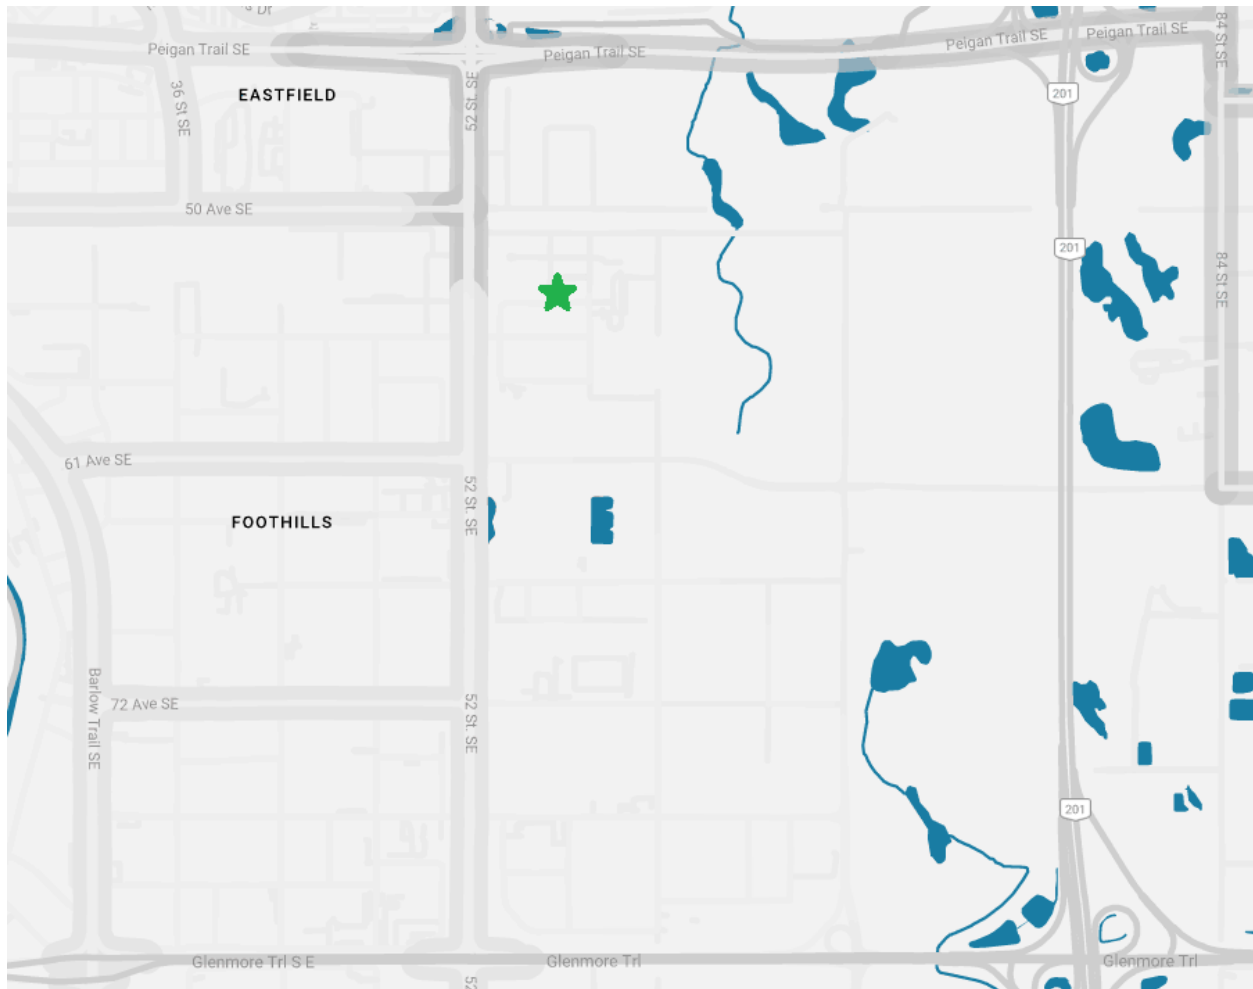 Dr
Peigan Trail SE
Peigan Trail SE
Peigan Trail SE
Peigan Trail SE
84 St SE
36 St SE
EASTFIELD
52 St. SE
201
50 Ave SE
201
84 St SE
61 Ave SE
52 St. SE
FOOTHILLS
Barlow Trail SE
72 Ave SE
52 St. SE
201
Glenmore Trl S E
Glenmore Trl
Glenmore Trl
52